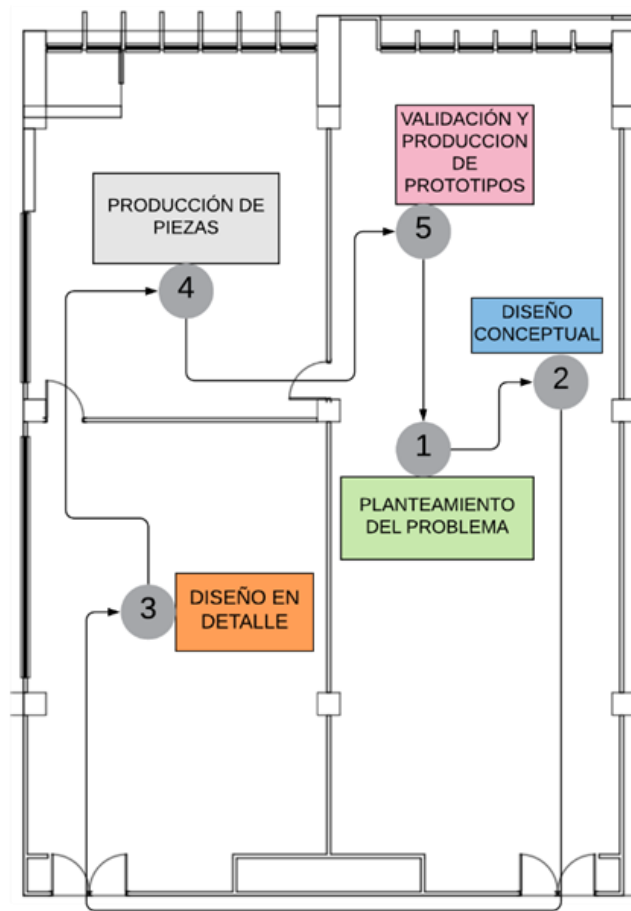 VALIDACIÓN Y
PRODUCCION
DE
PROTOTIPOS
5
PRODUCCIÓN DE
PIEZAS
4
DISEÑO
CONCEPTUAL
2
1
PLANTEAMIENTO
DEL PROBLEMA
3
DISEÑO EN
DETALLE